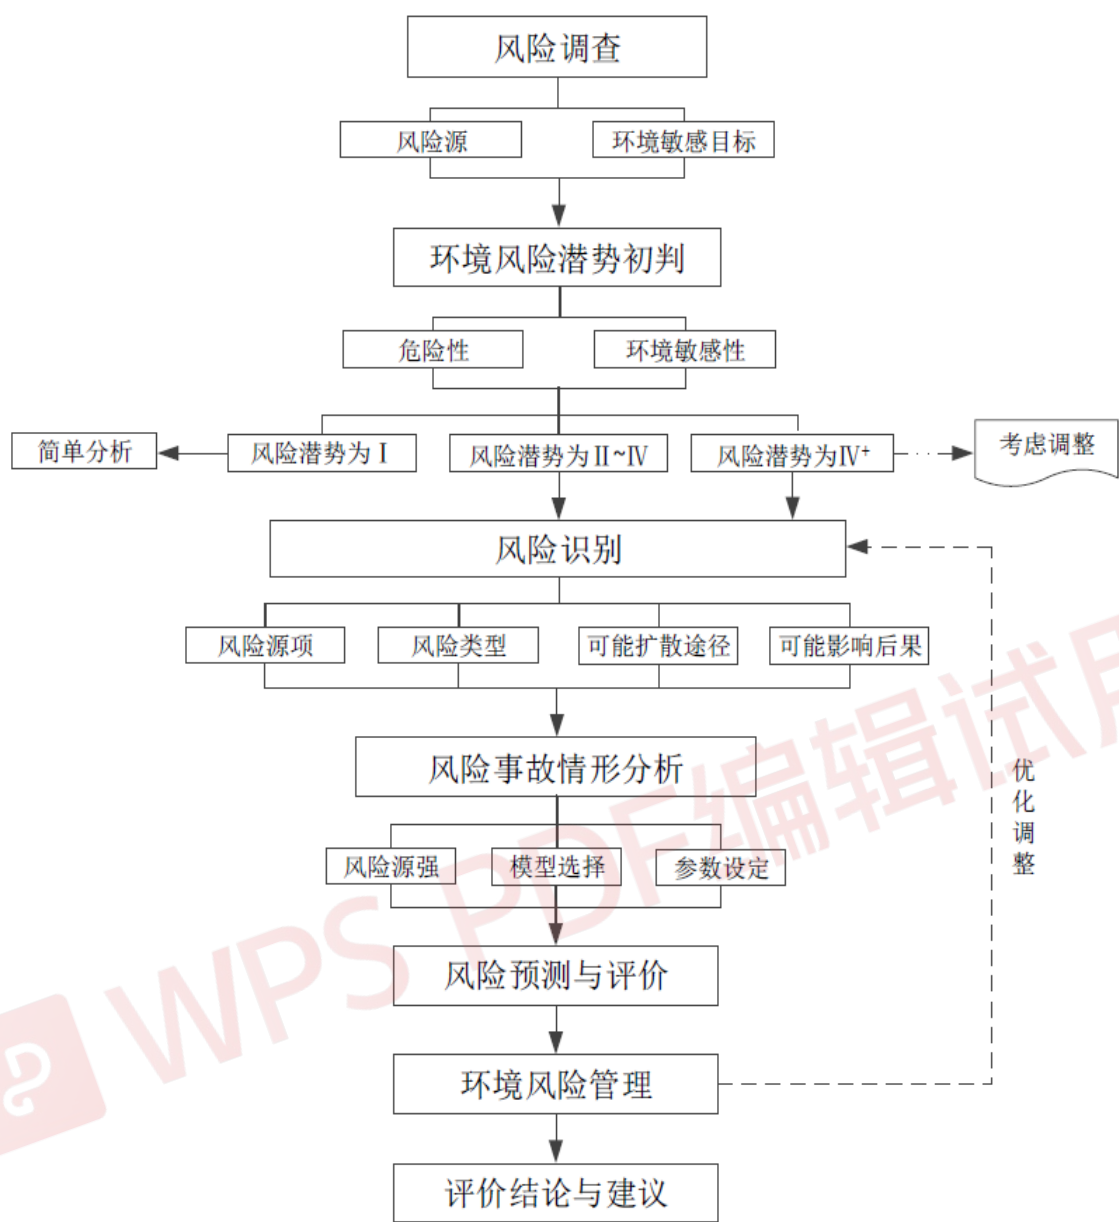 风险调查
风险源
环境敏感目标
环境风险潜势初判
危险性
环境敏感性
简单分析
风险潜势为Ⅰ
风险潜势为Ⅱ~Ⅳ
风险潜势为Ⅳ⁺
考虑调整
风险识别
风险源项
风险类型
可能扩散途径
可能影响后果
风险事故情形分析
优化调整
风险源强
模型选择
参数设定
风险预测与评价
环境风险管理
评价结论与建议
WPS PDF编辑试用